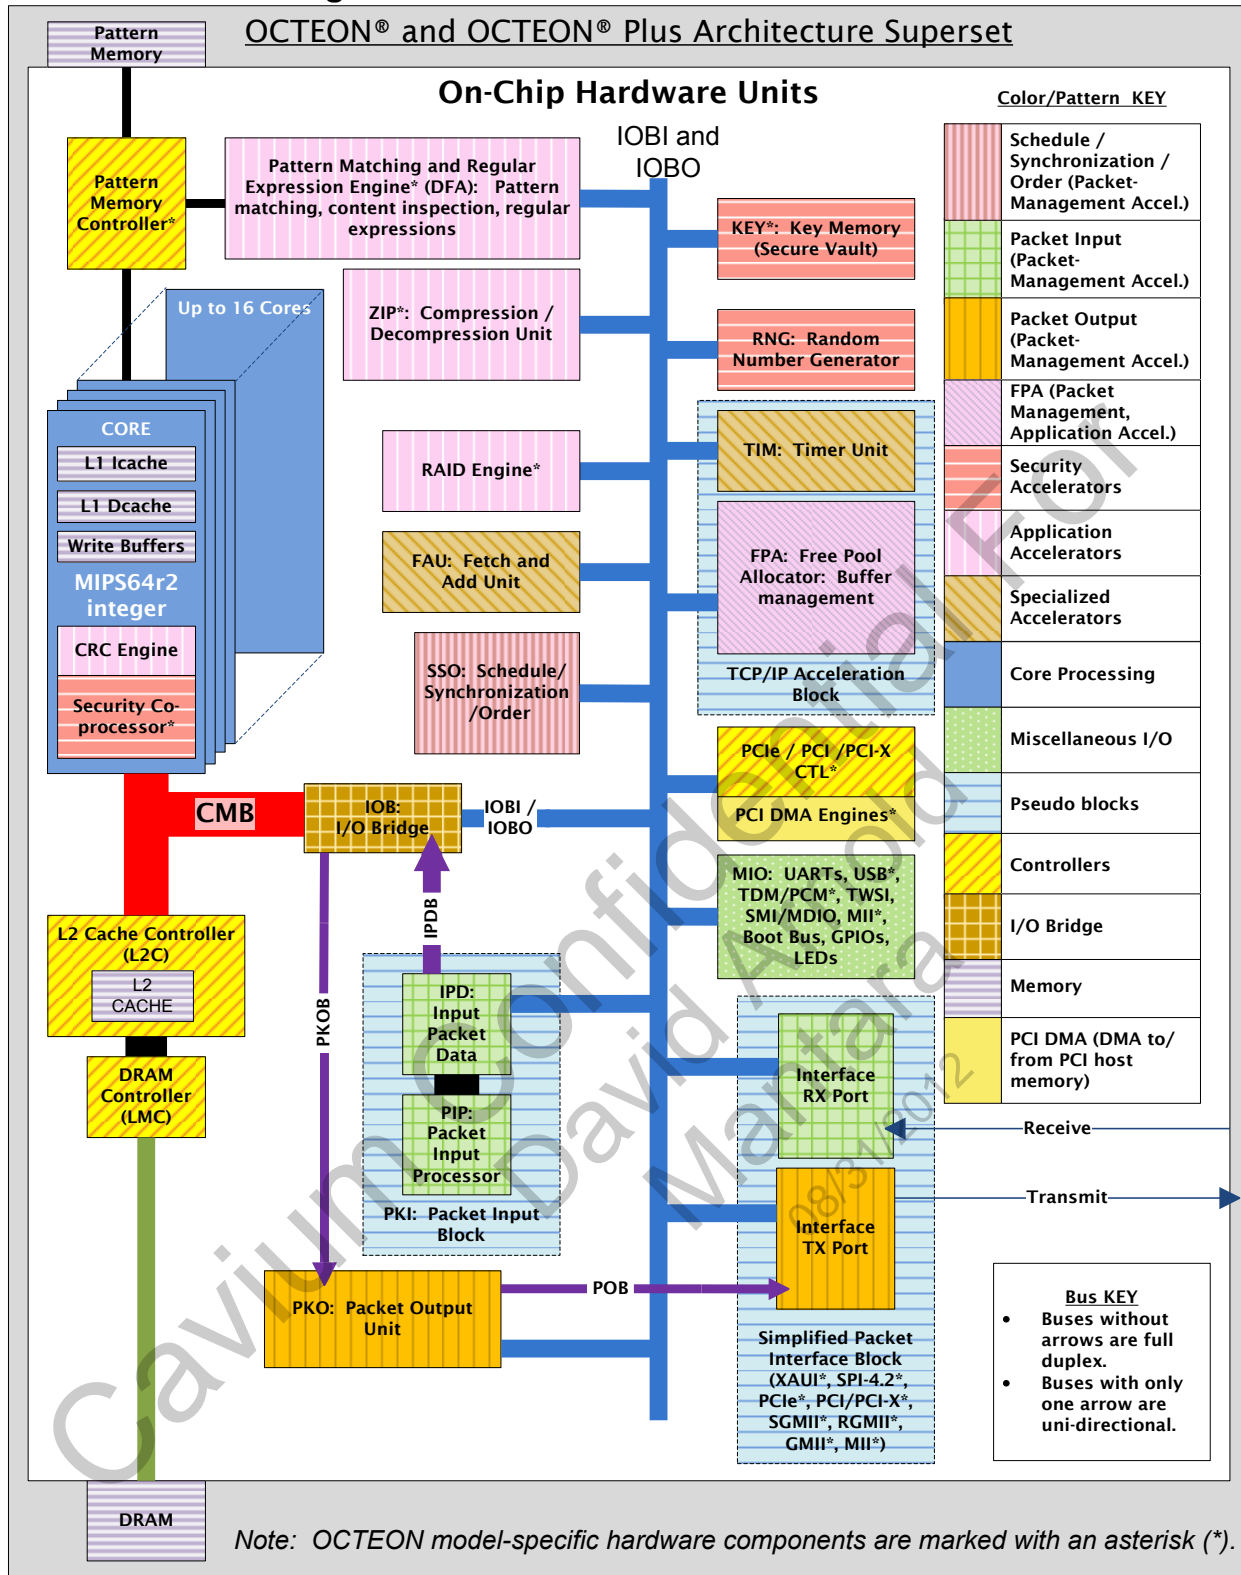 OCTEON® and OCTEON® Plus Architecture Superset
Pattern
Memory
On-Chip Hardware Units
IOBI and
IOBO
Pattern
Memory
Controller*
Pattern Matching and Regular
Expression Engine* (DFA): Pattern
matching, content inspection, regular
expressions
KEY*: Key Memory
(Secure Vault)
Up to 16 Cores
ZIP*: Compression /
Decompression Unit
RNG: Random
Number Generator
CORE
L1 Icache
L1 Dcache
Write Buffers
MIPS64r2
integer
CRC Engine
Security Co-
processor*
RAID Engine*
TIM: Timer Unit
FAU: Fetch and
Add Unit
FPA: Free Pool
Allocator: Buffer
management
SSO: Schedule/
Synchronization
/Order
TCP/IP Acceleration
Block
PCIe / PCI /PCI-X
CTL*
PCI DMA Engines*
CMB
IOB:
I/O Bridge
IOBI /
IOBO
MIO: UARTs, USB*,
TDM/PCM*, TWSI,
SMI/MDIO, MII*,
Boot Bus, GPIOs,
LEDs
IPDB
PKOB
L2 Cache Controller
(L2C)
L2
CACHE
DRAM
Controller
(LMC)
IPD:
Input
Packet
Data
PIP:
Packet
Input
Processor
PKI: Packet Input
Block
Interface
RX Port
Receive
Transmit
Interface
TX Port
PKO: Packet Output
Unit
POB
Simplified Packet
Interface Block
(XAUI*, SPI-4.2*,
PCIe*, PCI/PCI-X*,
SGMII*, RGMII*,
GMII*, MII*)
Color/Pattern KEY
Schedule /
Synchronization /
Order (Packet-
Management Accel.)
Packet Input
(Packet-
Management Accel.)
Packet Output
(Packet-
Management Accel.)
FPA (Packet
Management,
Application Accel.)
Security
Accelerators
Application
Accelerators
Specialized
Accelerators
Core Processing
Miscellaneous I/O
Pseudo blocks
Controllers
I/O Bridge
Memory
PCI DMA (DMA to/
from PCI host
memory)
Bus KEY
• Buses without
arrows are full
duplex.
• Buses with only
one arrow are
uni-directional.
DRAM
Note: OCTEON model-specific hardware components are marked with an asterisk (*).
Cavium Confidential For
David Arnold
Mantara
08/31/2012